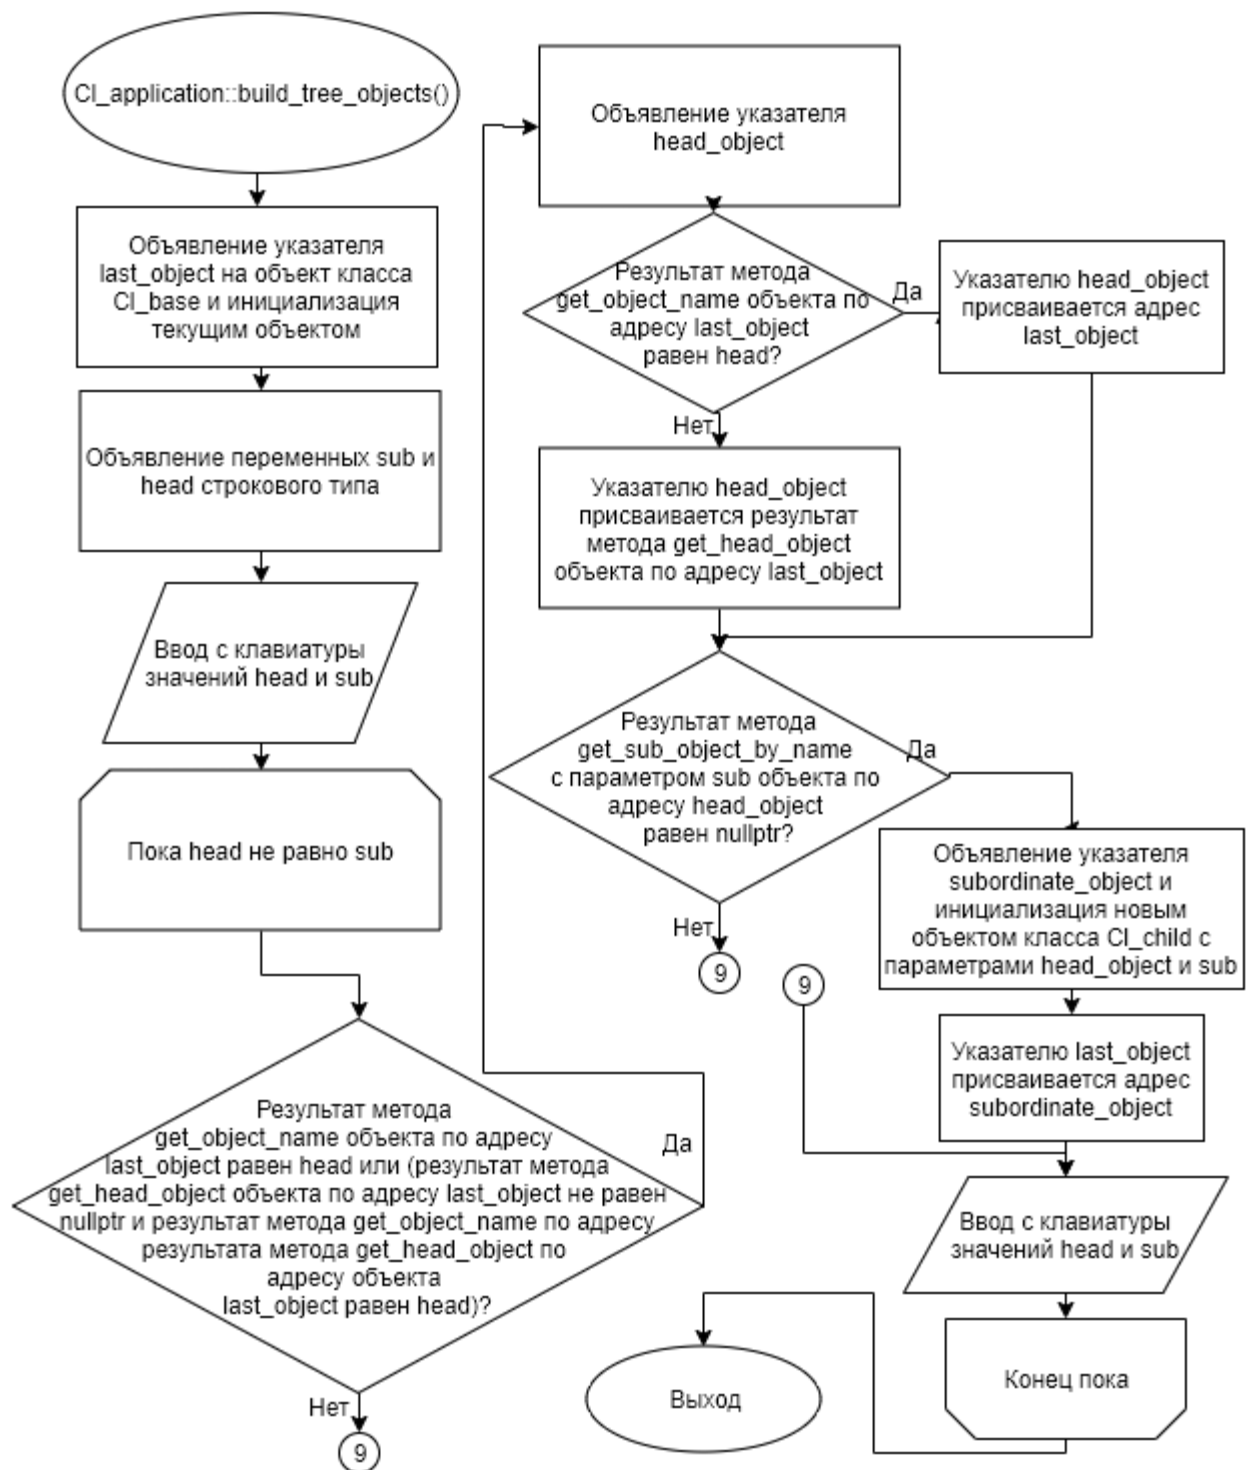 Cl_application::build_tree_objects()
Объявление указателя
last_object на объект класса
Cl_base и инициализация
текущим объектом
Объявление переменных sub и
head строкового типа
Ввод с клавиатуры
значений head и sub
Пока head не равно sub
Результат метода
get_object_name объекта по адресу
last_object равен head или (результат метода
get_head_object объекта по адресу last_object не равен
nullptr и результат метода get_object_name по адресу
результата метода get_head_object по
адресу объекта
last_object равен head)?
Да
Нет
9
Объявление указателя
head_object
Результат метода
get_object_name объекта по
адресу last_object
равен head?
Да
Указателю head_object
присваивается адрес
last_object
Нет
Указателю head_object
присваивается результат
метода get_head_object
объекта по адресу last_object
Результат метода
get_sub_object_by_name
с параметром sub объекта по
адресу head_object
равен nullptr?
Да
Нет
9
9
Объявление указателя
subordinate_object и
инициализация новым
объектом класса Cl_child с
параметрами head_object и sub
Указателю last_object
присваивается адрес
subordinate_object
Ввод с клавиатуры
значений head и sub
Конец пока
Выход